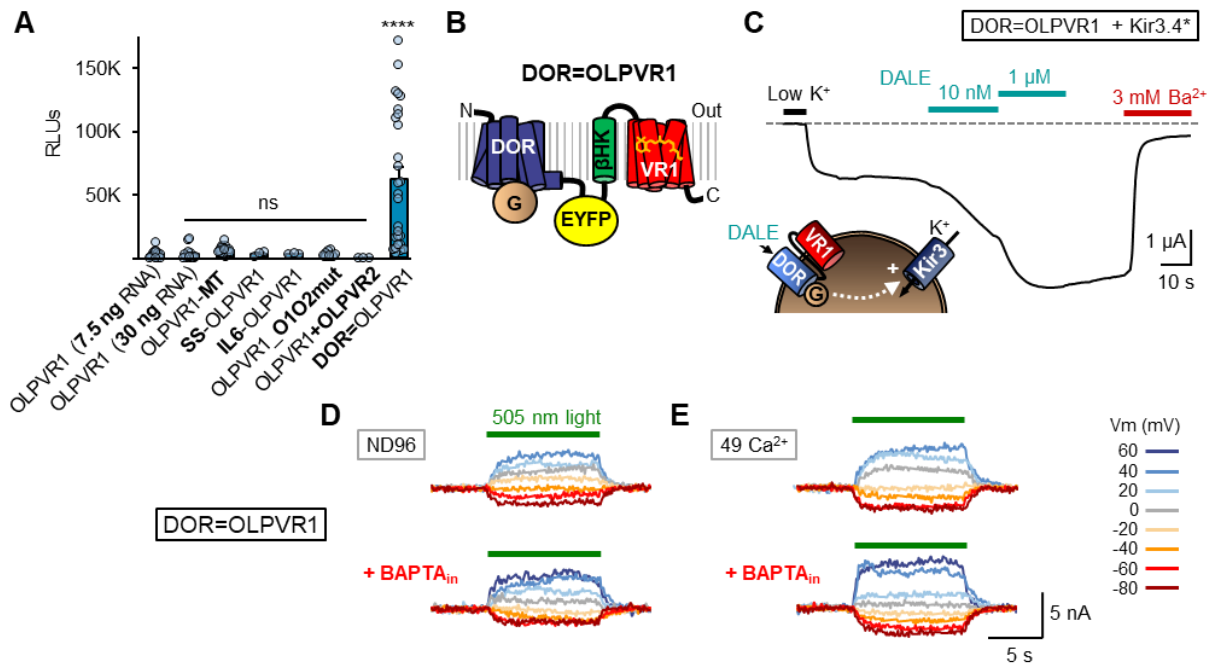 A
****
150K
100K
50K
RLUs
ns
OLPVR1 (7.5 ng RNA)
OLPVR1 (30 ng RNA)
OLPVR1-MT
SS-OLPVR1
IL6-OLPVR1
OLPVR1_O1O2mut
OLPVR1+OLPVR2
DOR=OLPVR1
B
DOR=OLPVR1
N
Out
DOR
βHK
VR1
G
EYFP
C
C
DOR=OLPVR1 + Kir3.4*
DALE
1 µM
10 nM
Low K⁺
3 mM Ba²⁺
DALE
VR1
DOR
G
K⁺
+
Kir3
1 µA
10 s
D
505 nm light
ND96
DOR=OLPVR1
+ BAPTAin
E
49 Ca²⁺
+ BAPTAin
Vm (mV)
60
40
20
0
-20
-40
-60
-80
5 nA
5 s